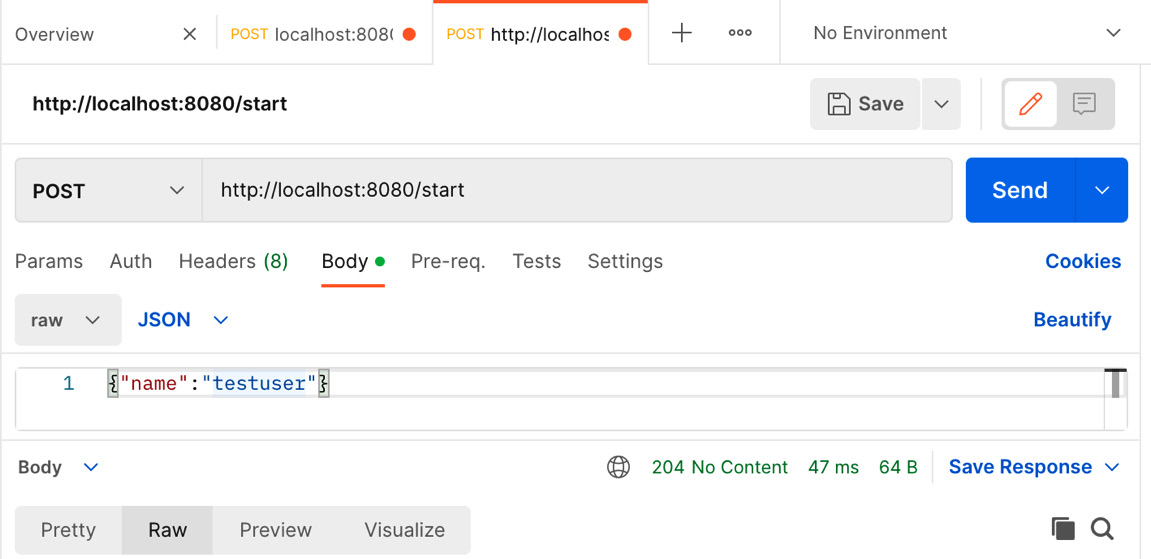 Overview POST localhost:808 POST http://localhos No Environment
http://localhost:8080/start Save
POST http://localhost:8080/start Send
Params Auth Headers (8) Body Pre-req. Tests Settings Cookies
raw JSON Beautify
1 {"name":"testuser"}
Body 204 No Content 47 ms 64 B Save Response
Pretty Raw Preview Visualize